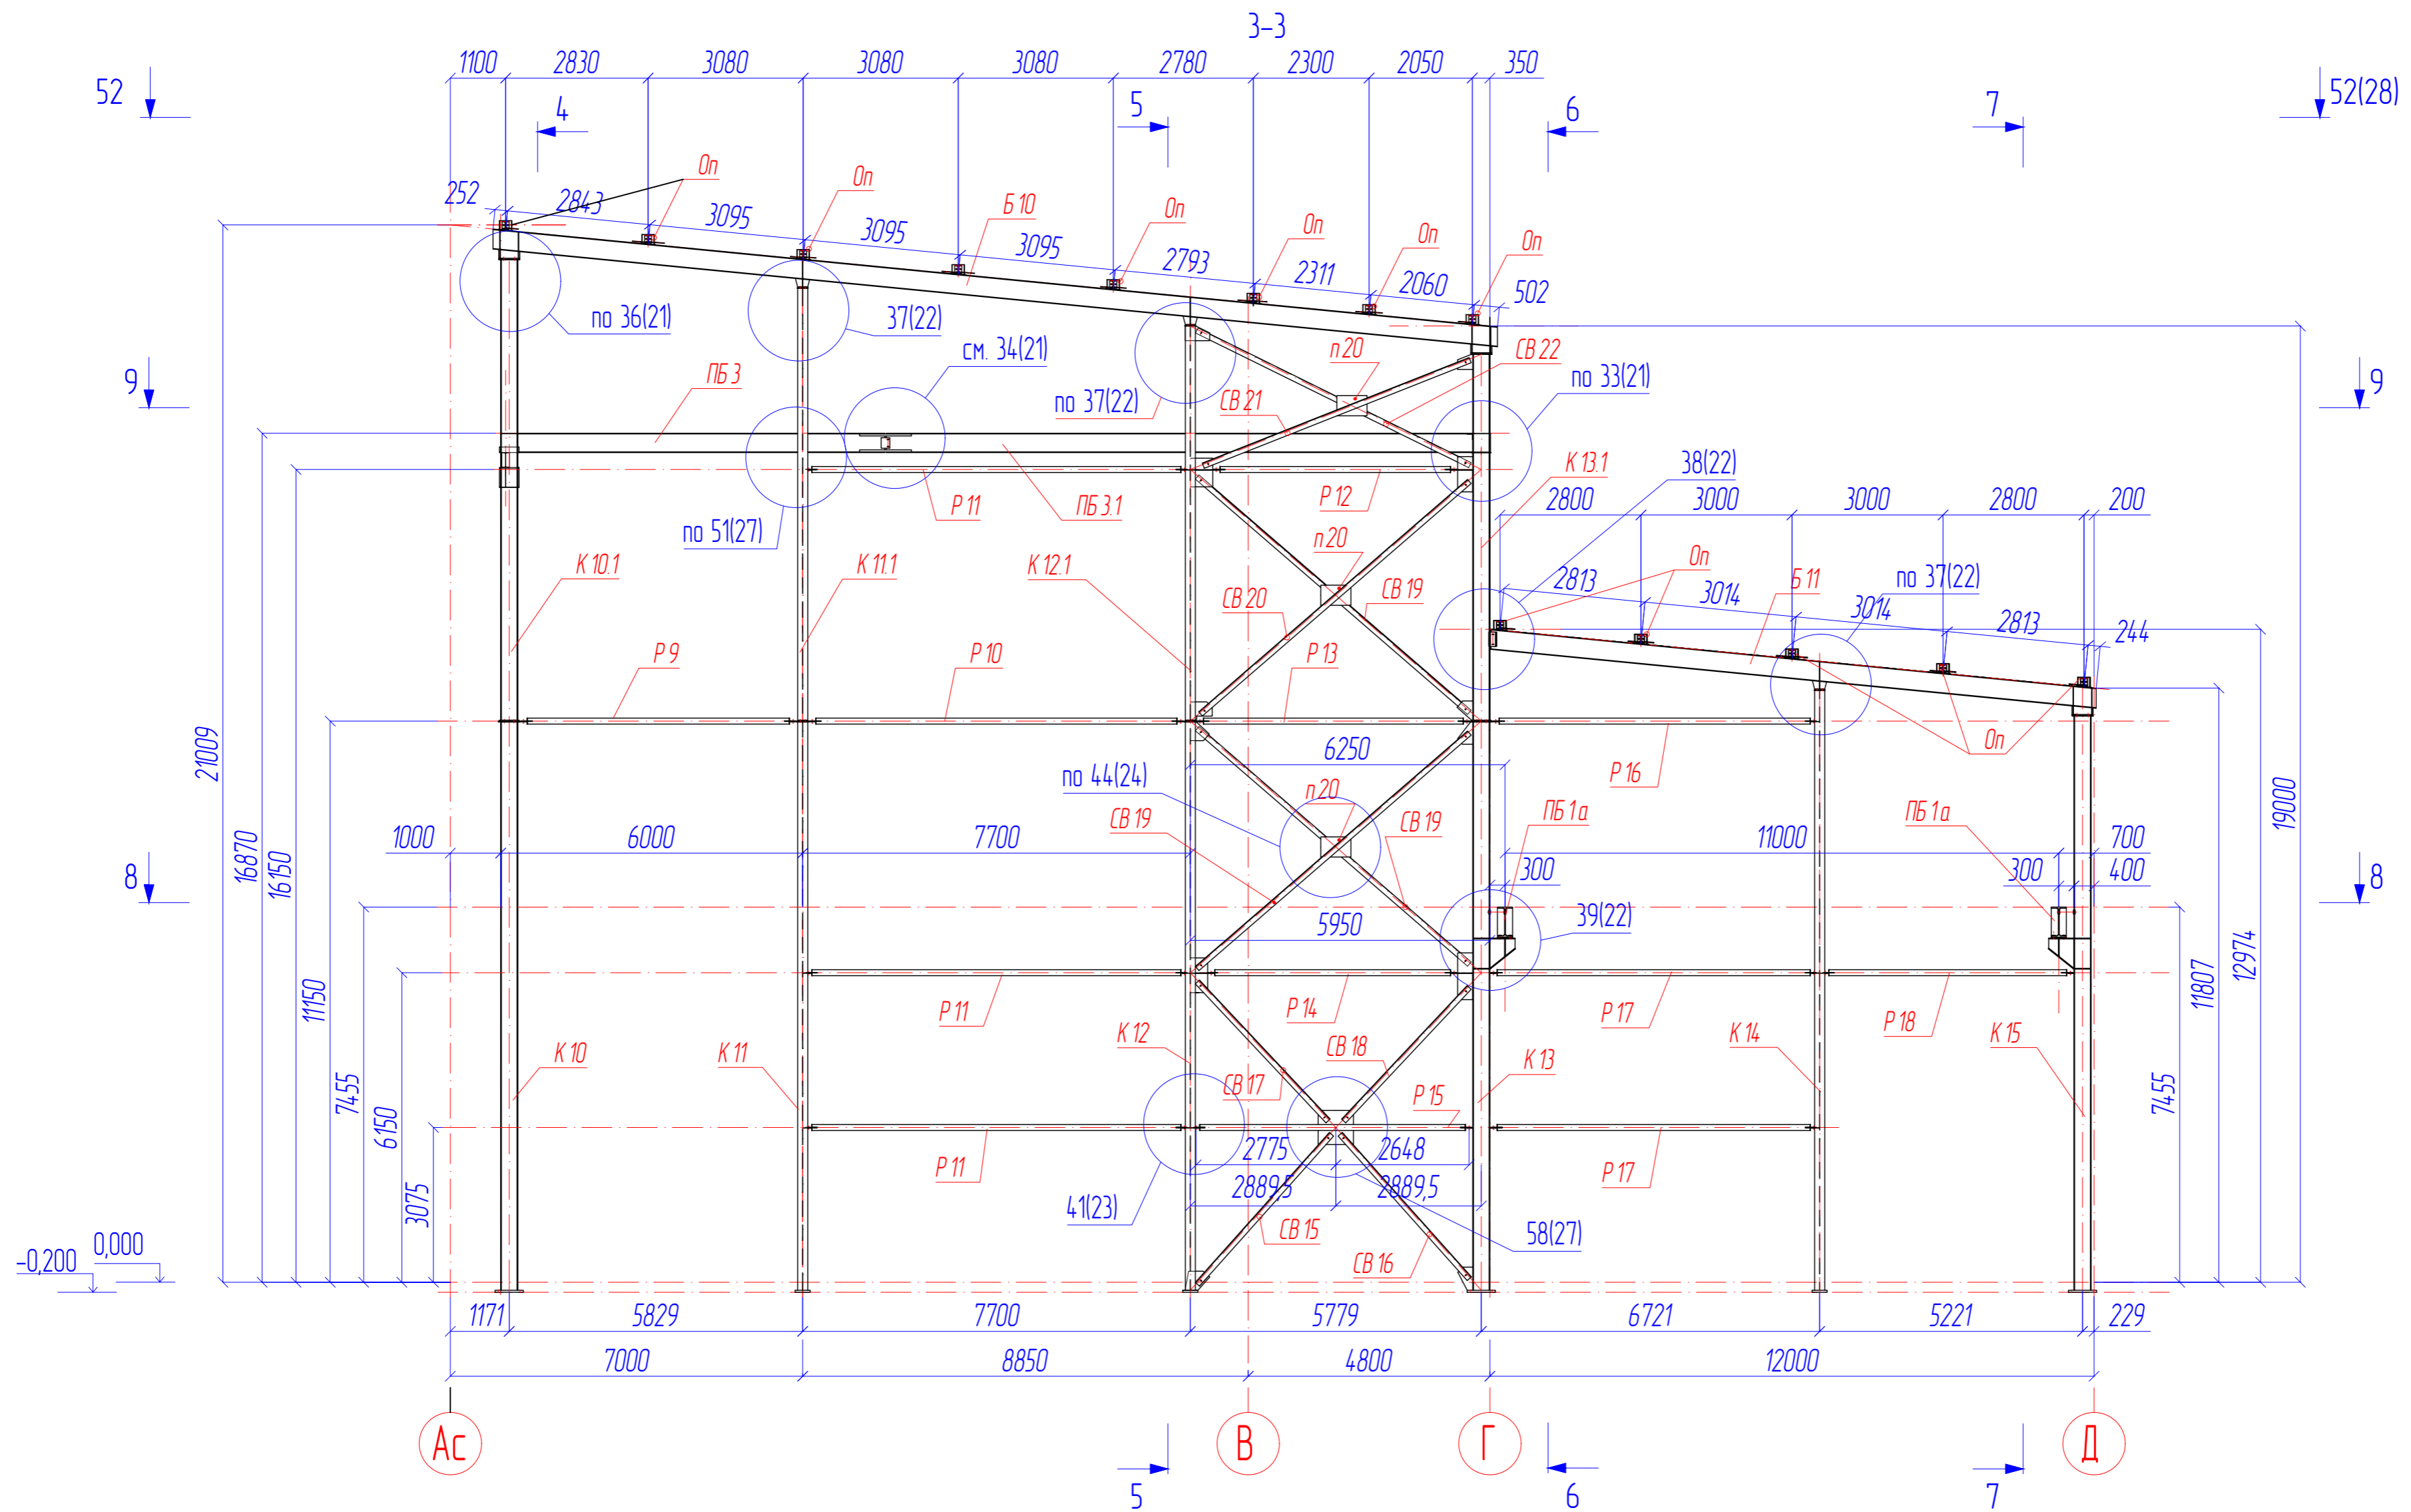 3-3
1100 2830 3080 3080 3080 2780 2300 2050 350
52 4 5 6 7 52(28)
Оп Оп Б 10 Оп Оп Оп Оп
252 2843 3095 3095 3095 2793 2311 2060 502
по 36(21) 37(22) см. 34(21) п 20 СВ 22
9 ПБ 3 по 37(22) СВ 21 по 33(21) 9
Р 11 ПБ 3.1 Р 12 К 13.1 38(22)
по 51(27)
2800 3000 3000 2800 200
К 10.1 К 11.1 К 12.1 п 20 Оп
СВ 20 СВ 19 2813 3014 3014 2813 244
Б 11 по 37(22)
Р 9 Р 10 Р 13
Оп
21009 16870 16150 11150 7455 6150 3075
6250 Р 16
по 44(24) п 20 ПБ 1а ПБ 1а
СВ 19 СВ 19
1000 6000 7700 11000 700
8 300 300 400 8
5950 39(22)
19000 12974 11807 7455
Р 11 Р 14 Р 17 Р 18
К 10 К 11 К 12 СВ 18 К 13 К 14 К 15
СВ 17 Р 15
2775 2648
Р 11 Р 17
2889,5 2889,5
41(23) СВ 15 58(27)
СВ 16
-0,200 0,000
1171 5829 7700 5779 6721 5221 229
7000 8850 4800 12000
Ас В Г Д
5 6 7